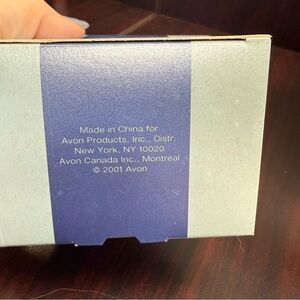 Made in China for
Avon Products, Inc., Distr.
New York, NY 10020
Avon Canada Inc., Montreal
© 2001 Avon